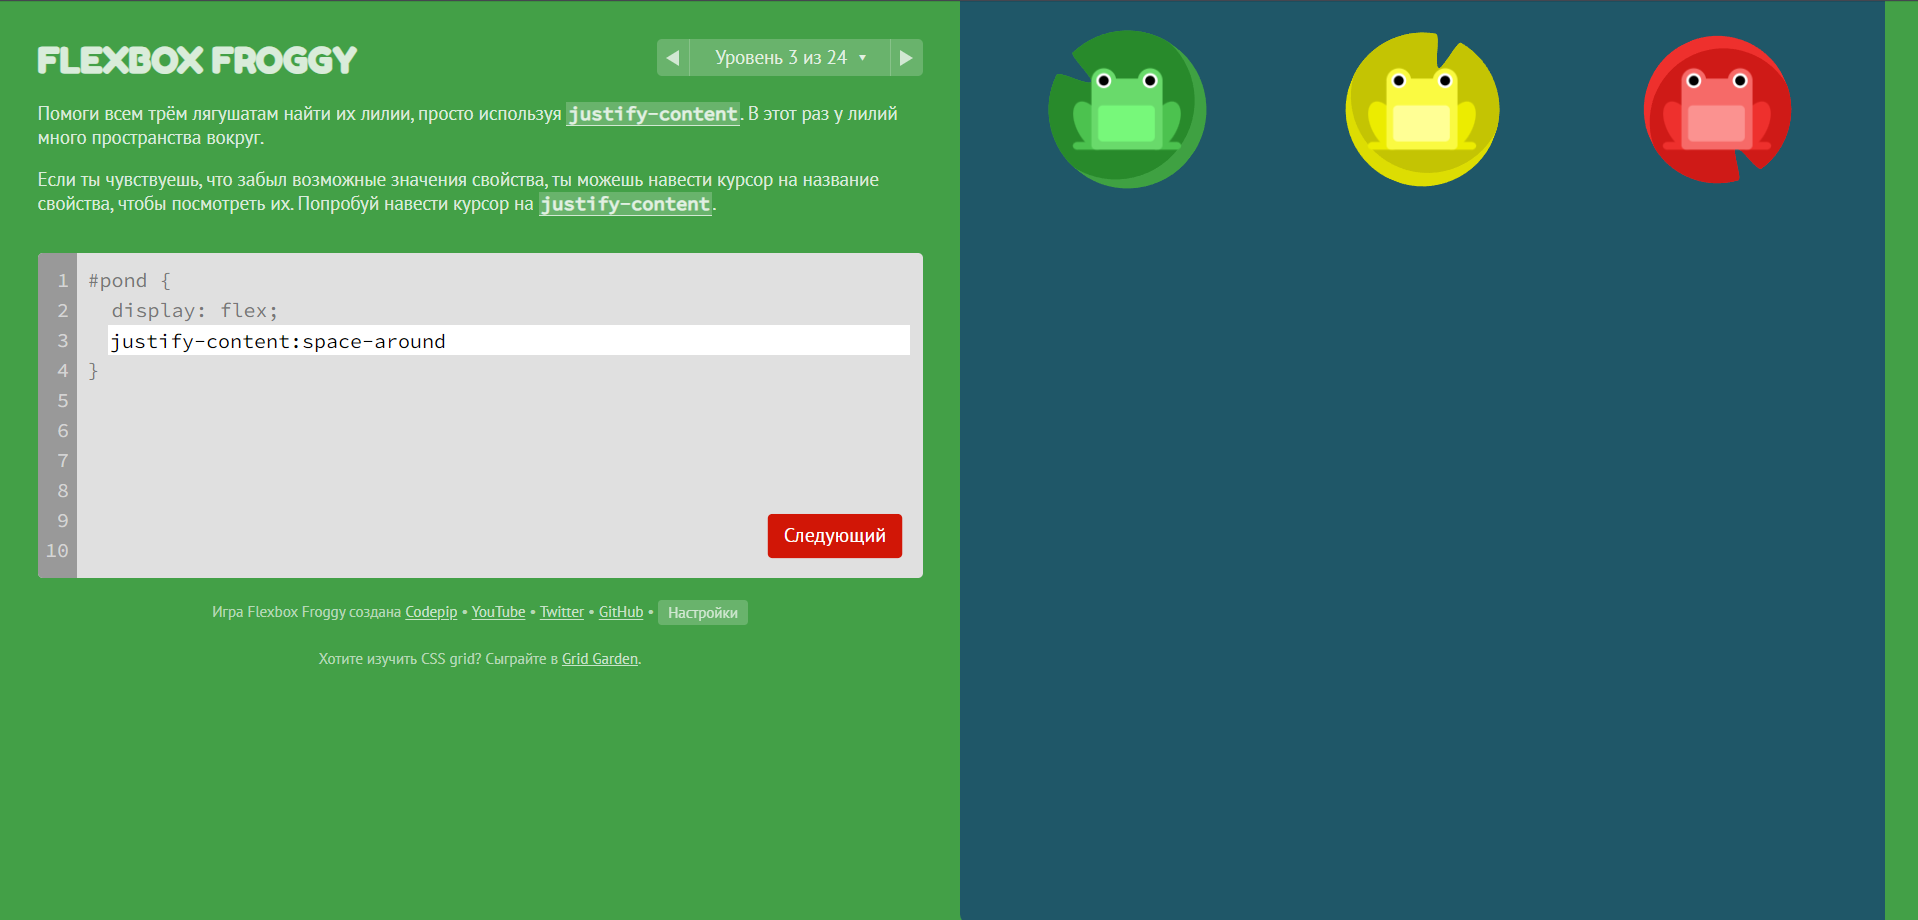 FLEXBOX FROGGY
Уровень 3 из 24
Помоги всем трём лягушатам найти их лилии, просто используя justify-content. В этот раз у лилий
много пространства вокруг.
Если ты чувствуешь, что забыл возможные значения свойства, ты можешь навести курсор на название
свойства, чтобы посмотреть их. Попробуй навести курсор на justify-content.
1 #pond {
2 display: flex;
3 justify-content:space-around
4 }
5
6
7
8
9
10
Следующий
Игра Flexbox Froggy создана Codepip • YouTube • Twitter • GitHub • Настройки
Хотите изучить CSS grid? Сыграйте в Grid Garden.